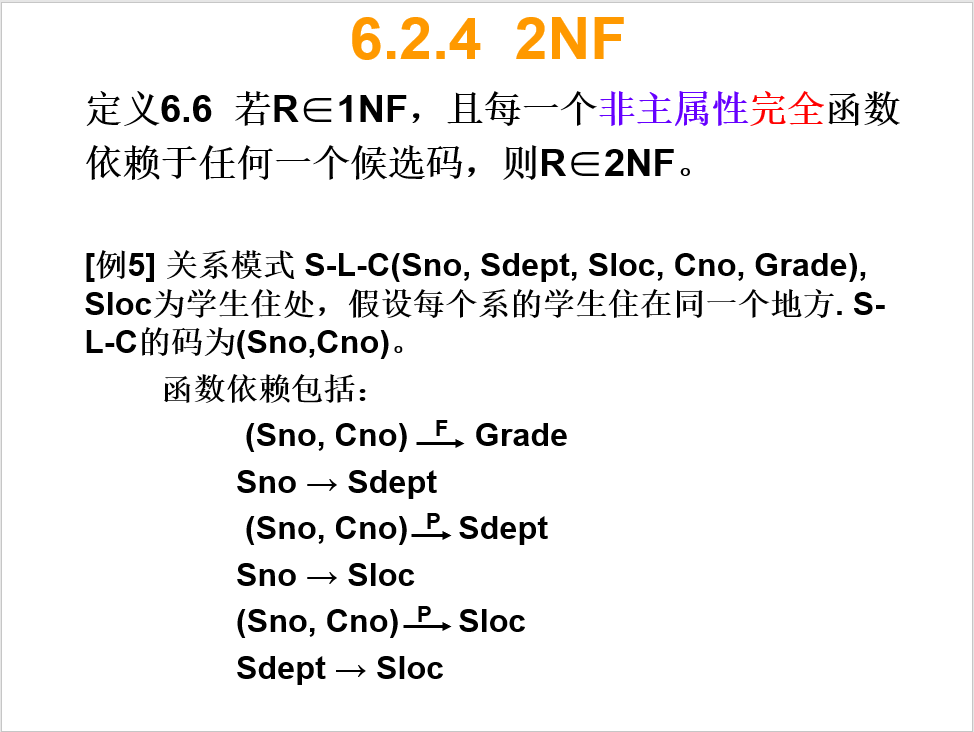 6.2.4 2NF
定义6.6 若R∈1NF，且每一个非主属性完全函数
依赖于任何一个候选码，则R∈2NF。
[例5] 关系模式 S-L-C(Sno, Sdept, Sloc, Cno, Grade),
Sloc为学生住处，假设每个系的学生住在同一个地方. S-
L-C的码为(Sno,Cno)。
函数依赖包括：
(Sno, Cno) F→ Grade
Sno → Sdept
(Sno, Cno) P→ Sdept
Sno → Sloc
(Sno, Cno) P→ Sloc
Sdept → Sloc